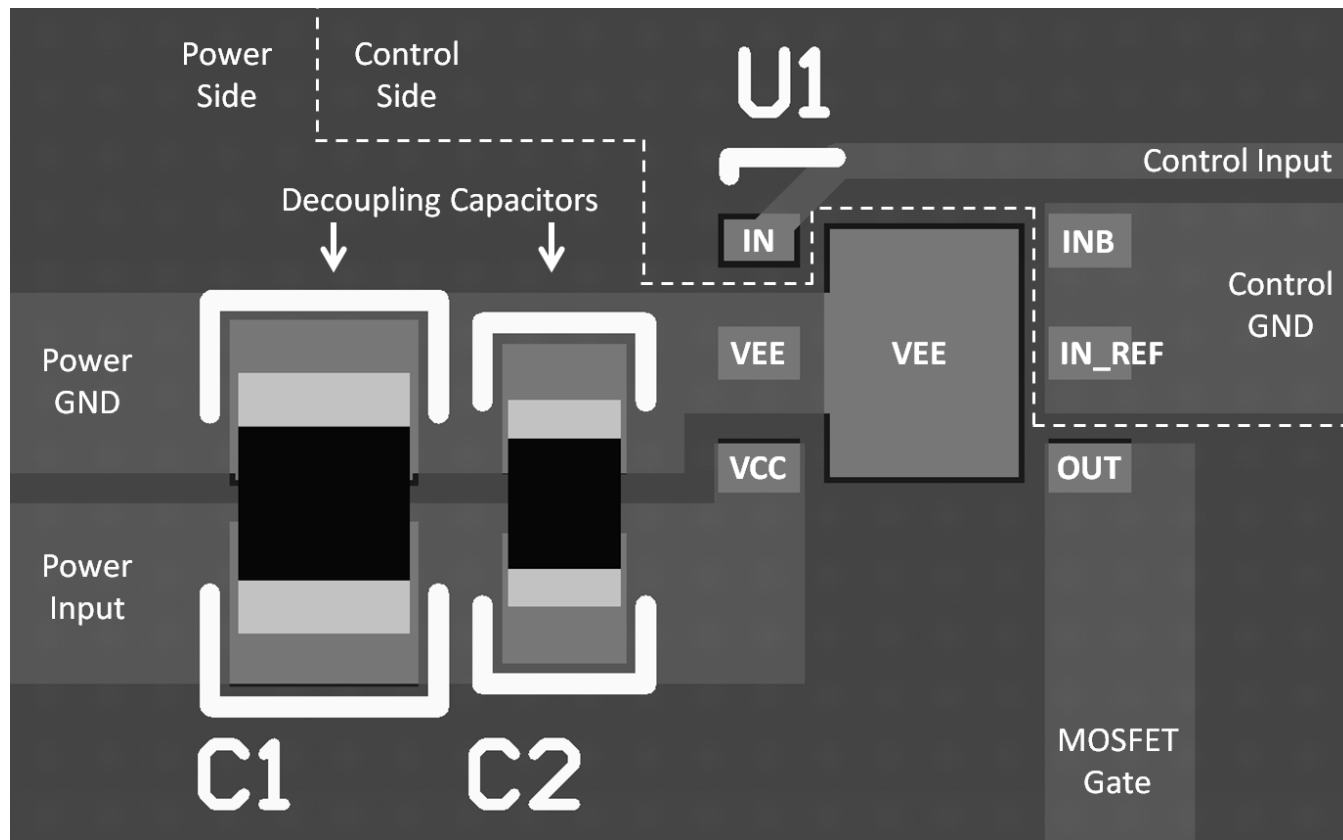 Power
Side
Control
Side
U1
Control Input
Decoupling Capacitors
IN
INB
Control
GND
Power
GND
VEE
VEE
IN_REF
VCC
OUT
Power
Input
MOSFET
Gate
C1
C2